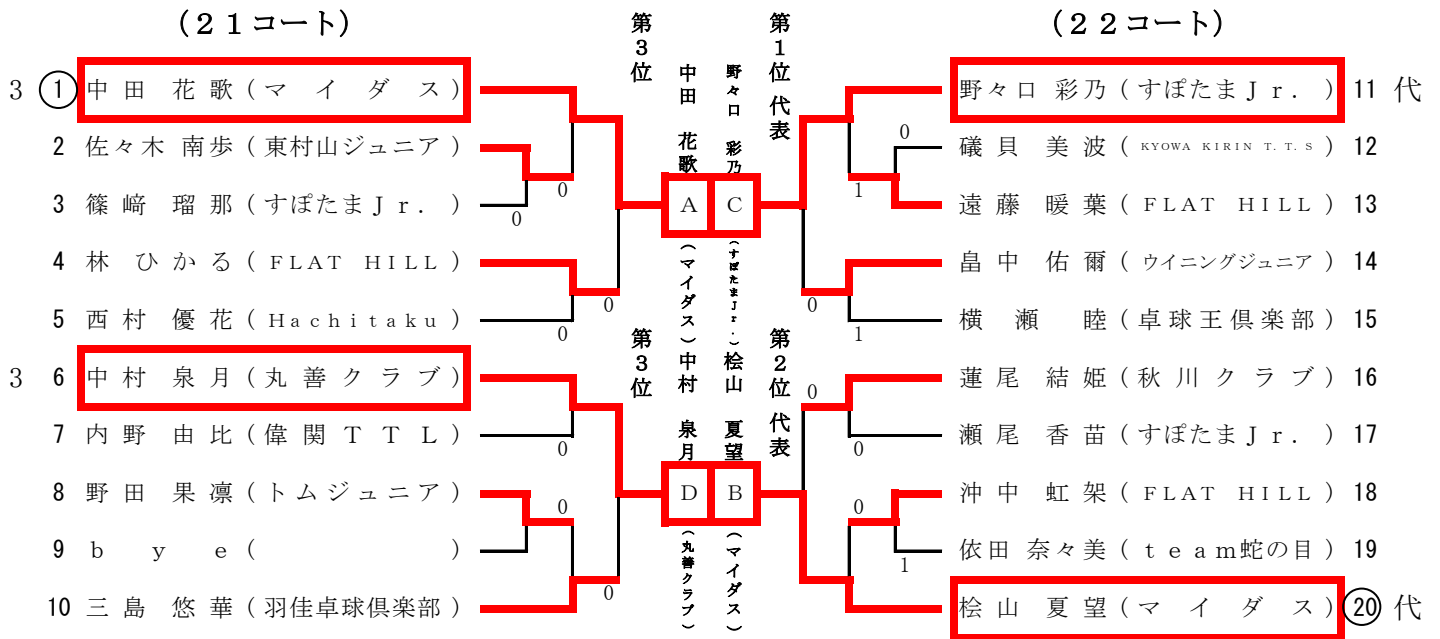 (２１コート)
3 ① 中田 花歌(マイダス)
2 佐々木 南歩(東村山ジュニア)
3 篠﨑 瑠那(すぽたまＪｒ.)
4 林 ひかる(FLAT HILL)
5 西村 優花(Hachitaku)
3 6 中村 泉月(丸善クラブ)
7 内野 由比(偉関ＴＴＬ)
8 野田 果凛(トムジュニア)
9 ｂｙｅ( )
10 三島 悠華(羽佳卓球倶楽部)
0
0
0
0
0
0
0
第3位
中田 花歌
A
(マイダス)
第3位
中村 泉月
D
(丸善クラブ)
第1位 代表
野々口 彩乃
C
(すぽたまＪｒ.)
第2位 代表
桧山 夏望
B
(マイダス)
(２２コート)
野々口 彩乃(すぽたまＪｒ.) 11 代
礒貝 美波(KYOWA KIRIN T.T.S) 12
遠藤 暖葉(FLAT HILL) 13
畠中 佑爾(ウイニングジュニア) 14
横瀬 睦(卓球王倶楽部) 15
蓮尾 結姫(秋川クラブ) 16
瀬尾 香苗(すぽたまＪｒ.) 17
沖中 虹架(FLAT HILL) 18
依田 奈々美(ｔｅａｍ蛇の目) 19
桧山 夏望(マイダス) ⑳ 代
0
1
0
1
0
0
0
1